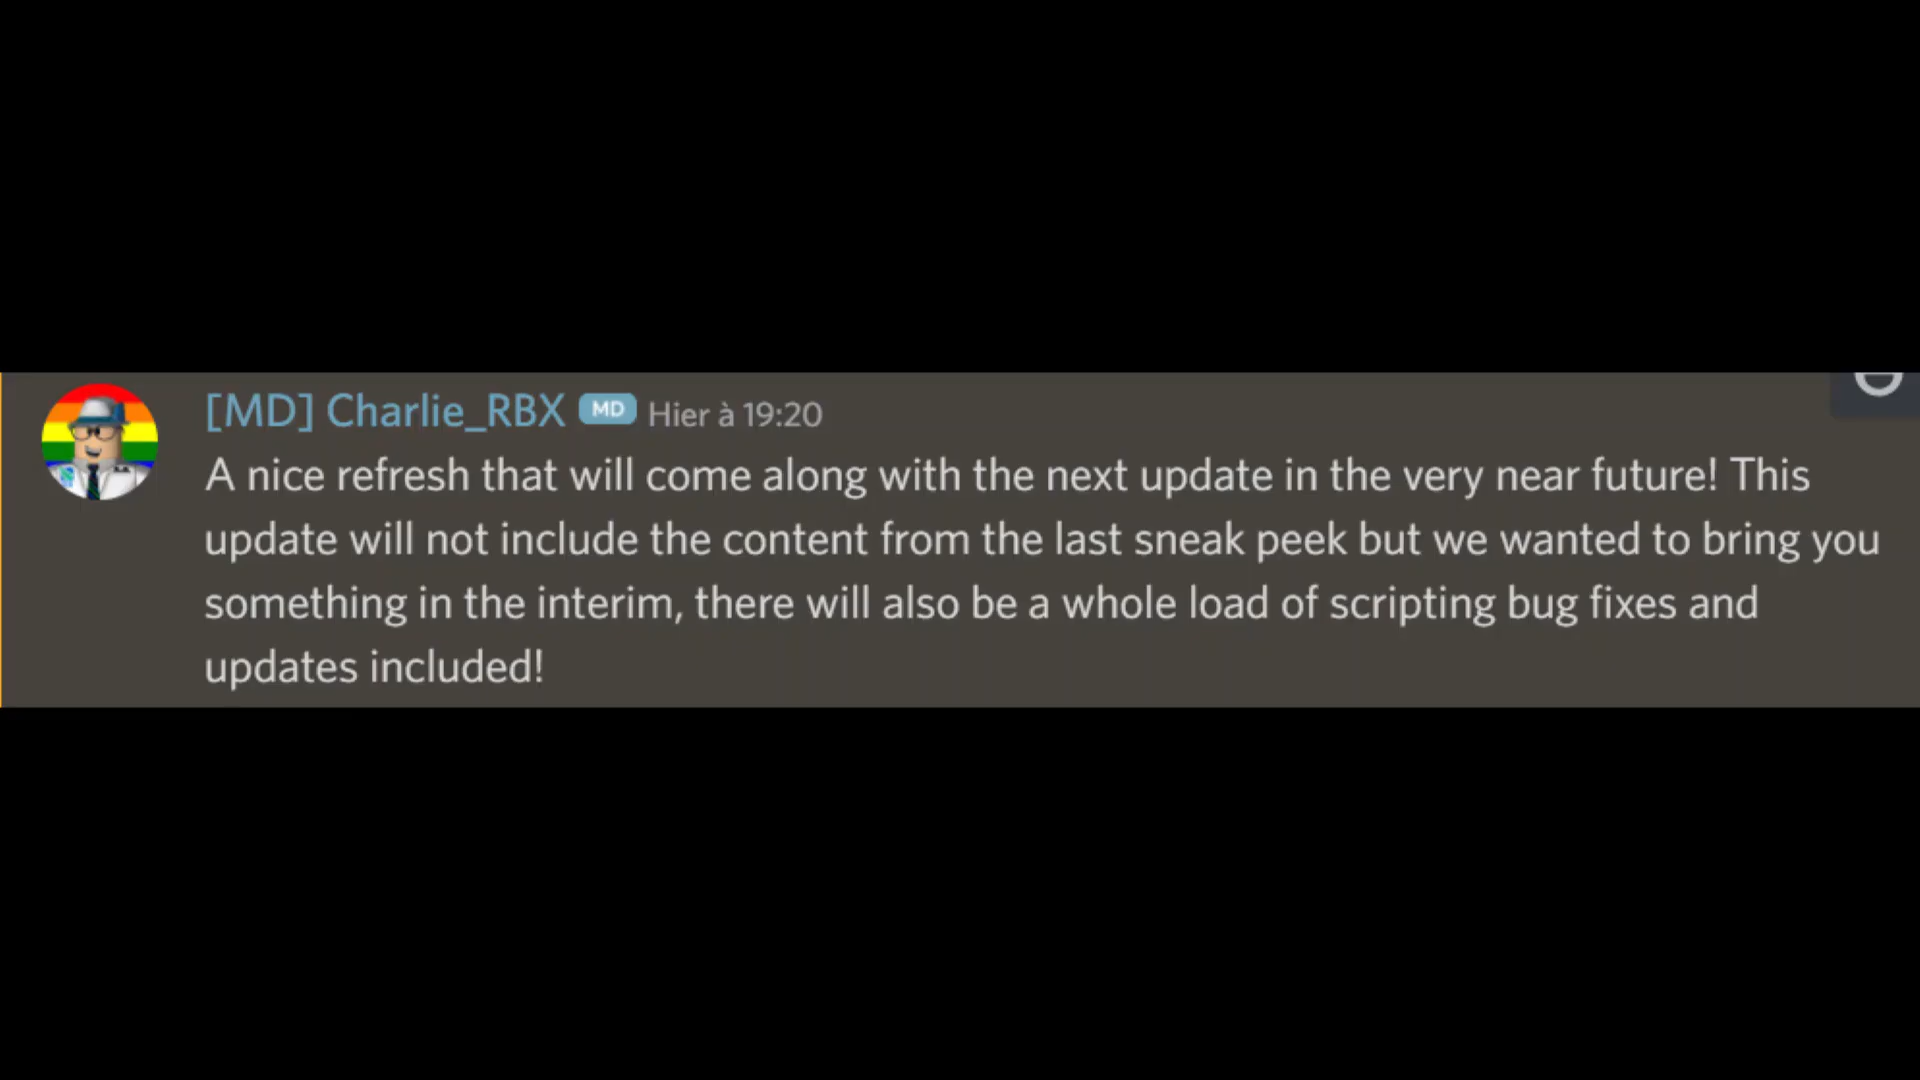 [MD] Charlie_RBX MD Hier à 19:20
A nice refresh that will come along with the next update in the very near future! This
update will not include the content from the last sneak peek but we wanted to bring you
something in the interim, there will also be a whole load of scripting bug fixes and
updates included!